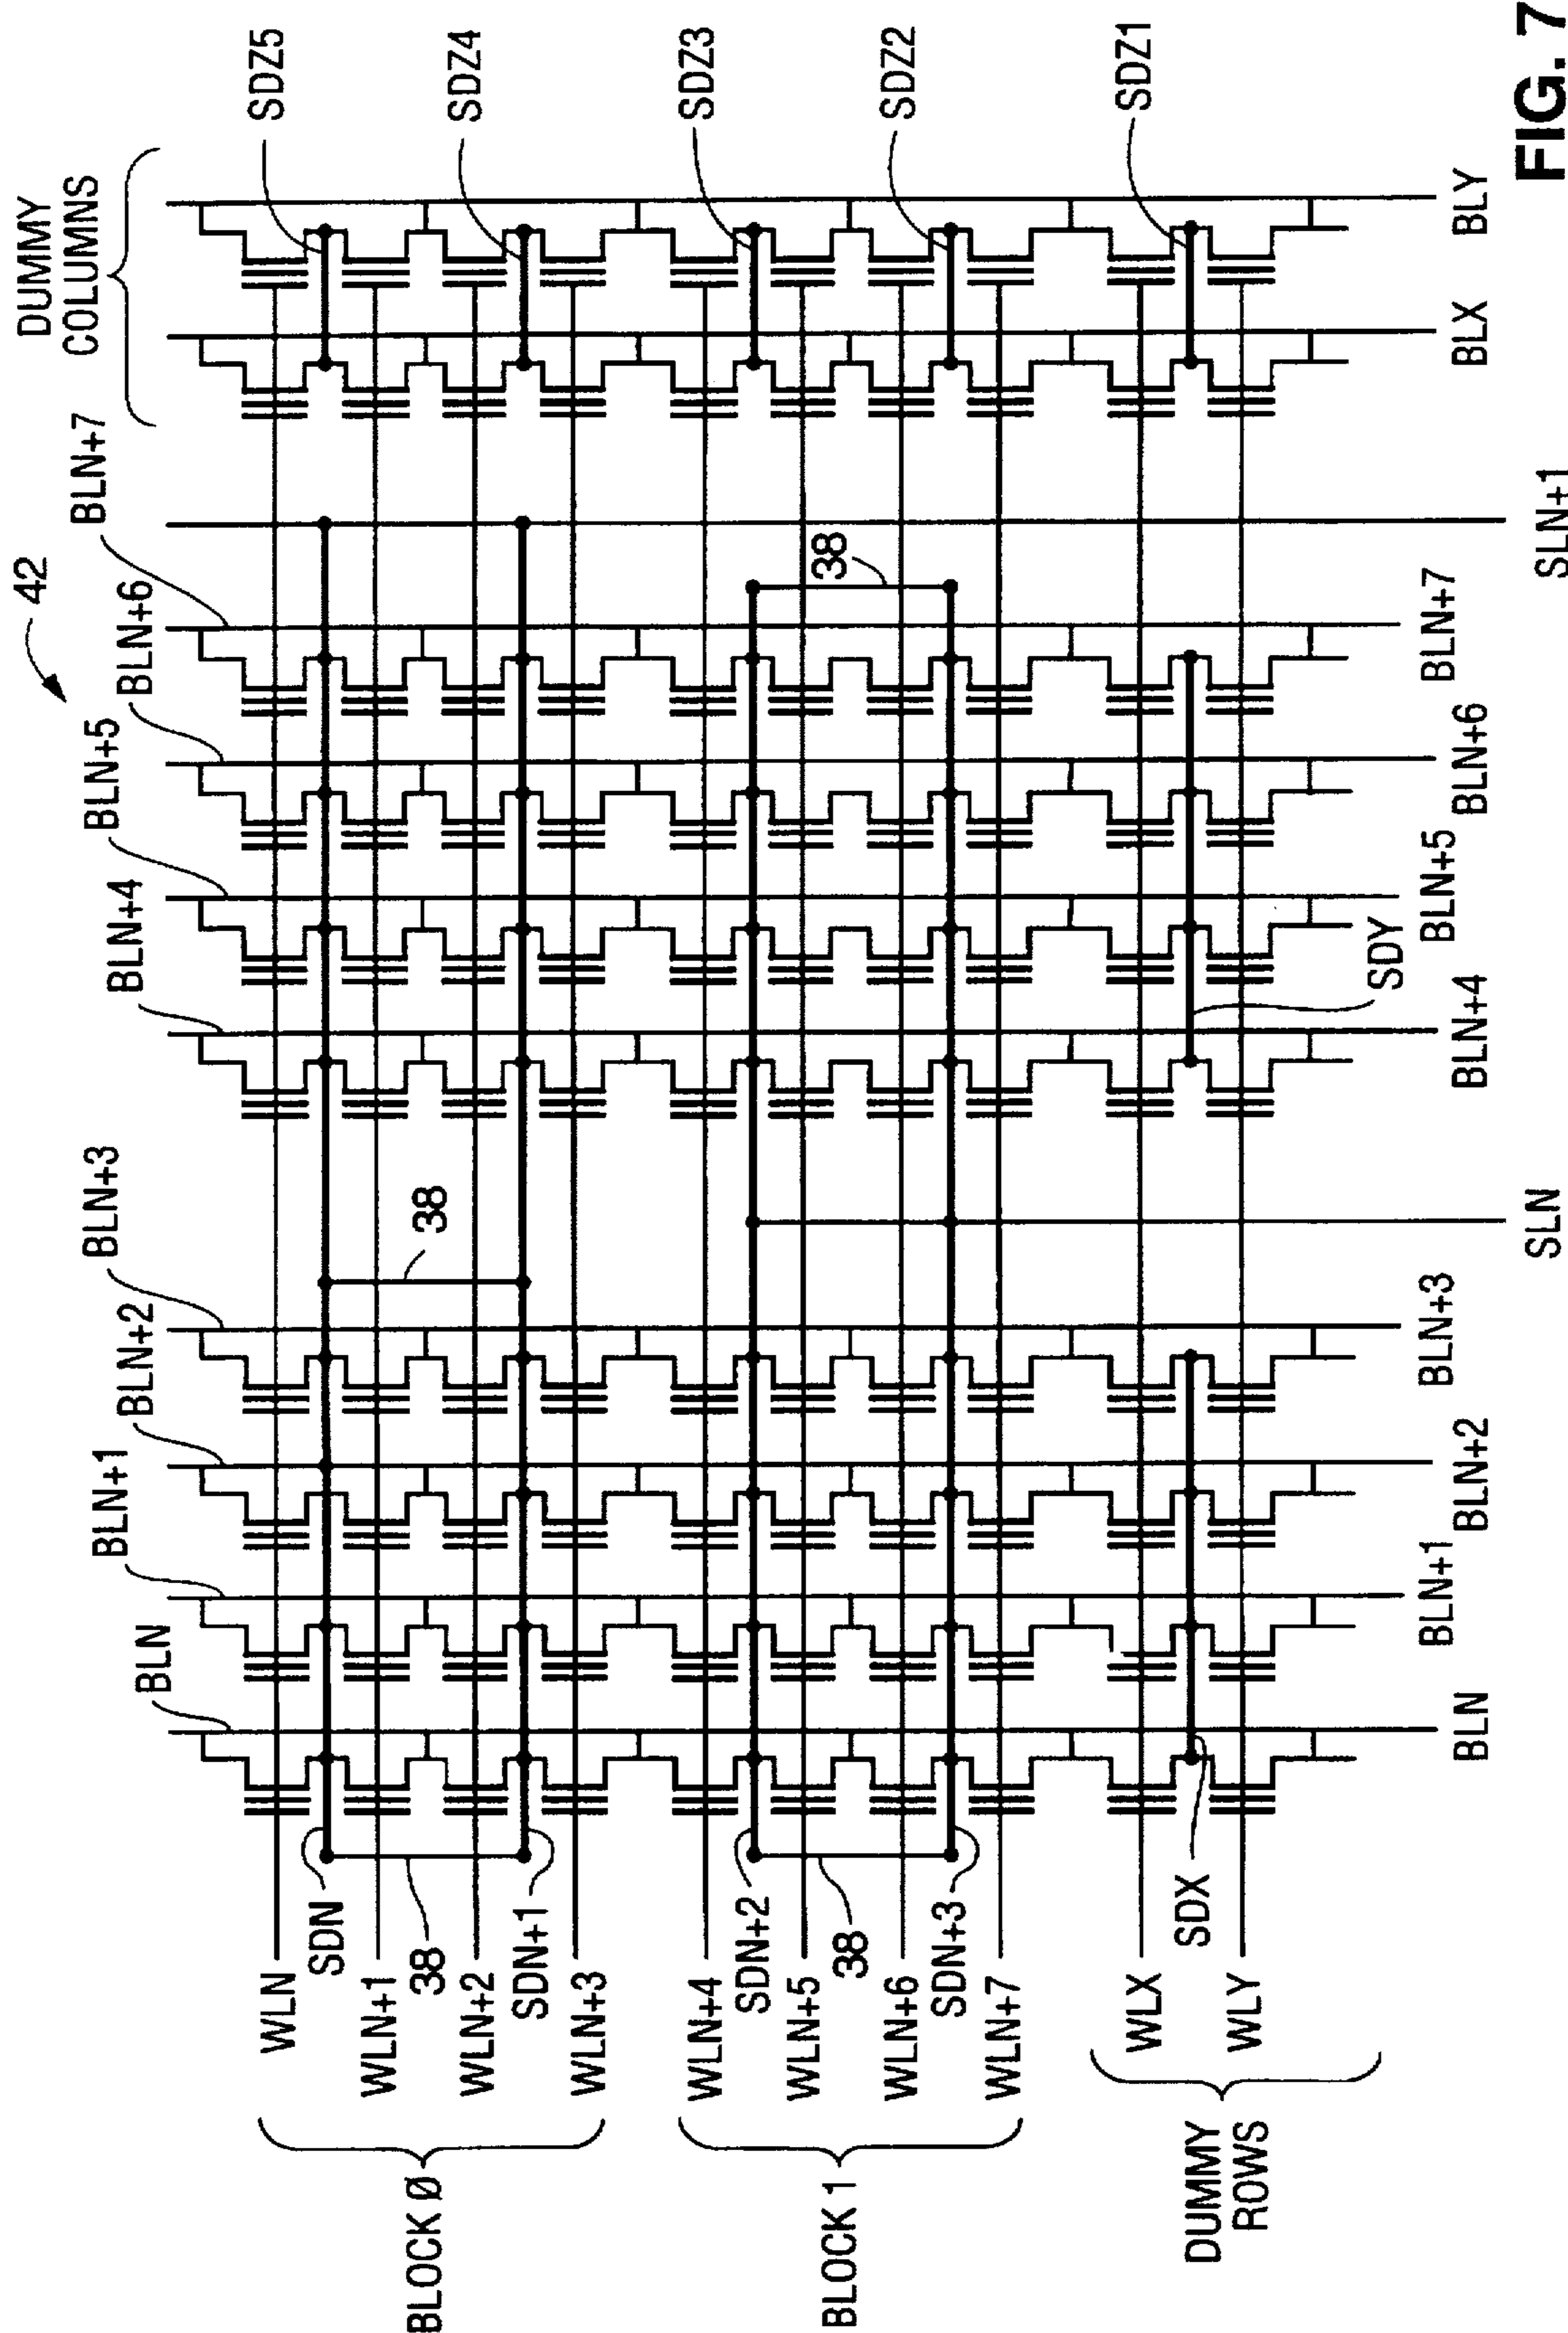 DUMMY
COLUMNS
SDZ5
SDZ4
SDZ3
SDZ2
SDZ1
BLY
BLX
FIG. 7
42
BLN+7
BLN+6
BLN+5
BLN+4
BLN+3
BLN+2
BLN+1
BLN
38
38
SLN+1
BLN+7
BLN+6
BLN+5
SDY
BLN+4
SLN
BLN+3
BLN+2
BLN+1
BLN
WLN
SDN
WLN+1
38
WLN+2
SDN+1
WLN+3
WLN+4
SDN+2
WLN+5
38
WLN+6
SDN+3
WLN+7
WLX
SDX
WLY
BLOCK Ø
BLOCK 1
DUMMY
ROWS